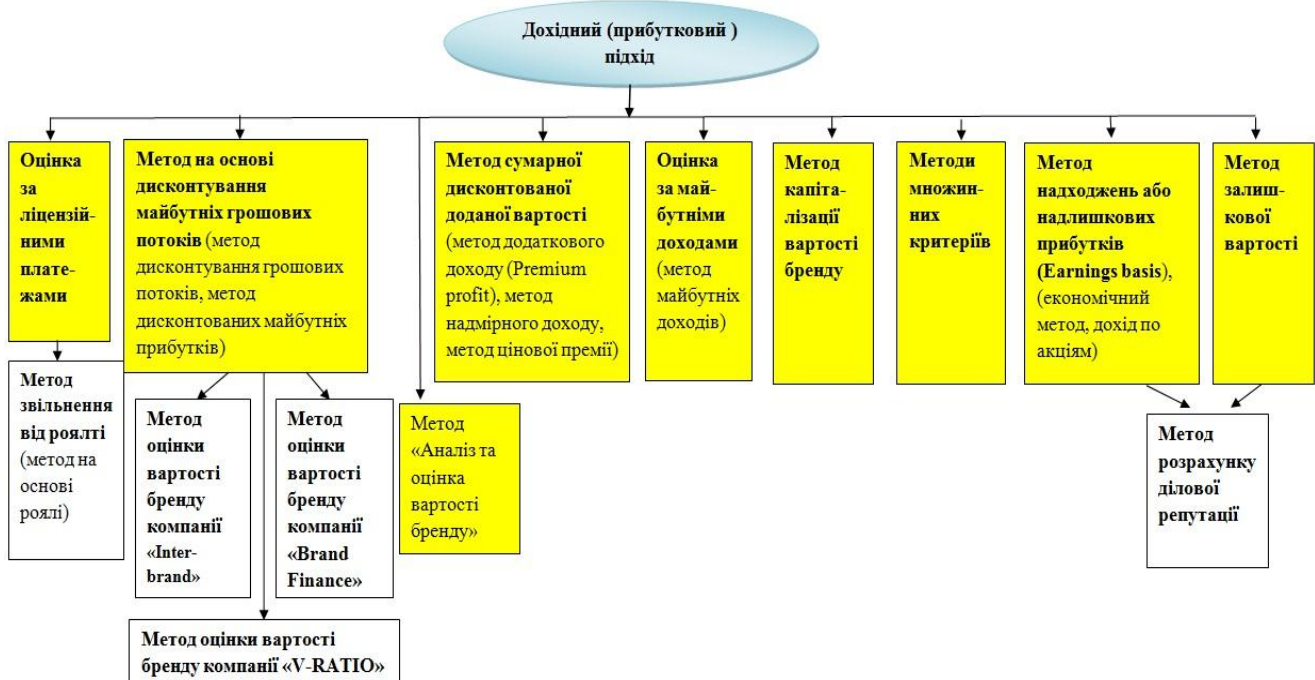 Дохідний (прибутковий )
підхід
Оцінка
за
ліцензій-
ними
плате-
жами
Метод на основі
дисконтування
майбутніх грошових
потоків (метод
дисконтування грошових
потоків, метод
дисконтованих майбутніх
прибутків)
Метод сумарної
дисконтованої
доданої вартості
(метод додаткового
доходу (Premium
profit), метод
надмірного доходу,
метод цінової премії)
Оцінка
за май-
бутніми
доходами
(метод
майбутніх
доходів)
Метод
капіта-
лізації
вартості
бренду
Методи
множин-
них
критеріїв
Метод
надходжень або
надлишкових
прибутків
(Earnings basis),
(економічний
метод, дохід по
акціям)
Метод
залиш-
кової
вартості
Метод
звільнення
від роялті
(метод на
основі
роялі)
Метод
оцінки
вартості
бренду
компанії
«Inter-
brand»
Метод
оцінки
вартості
бренду
компанії
«Brand
Finance»
Метод
«Аналіз та
оцінка
вартості
бренду»
Метод
розрахунку
ділової
репутації
Метод оцінки вартості
бренду компанії «V-RATIO»